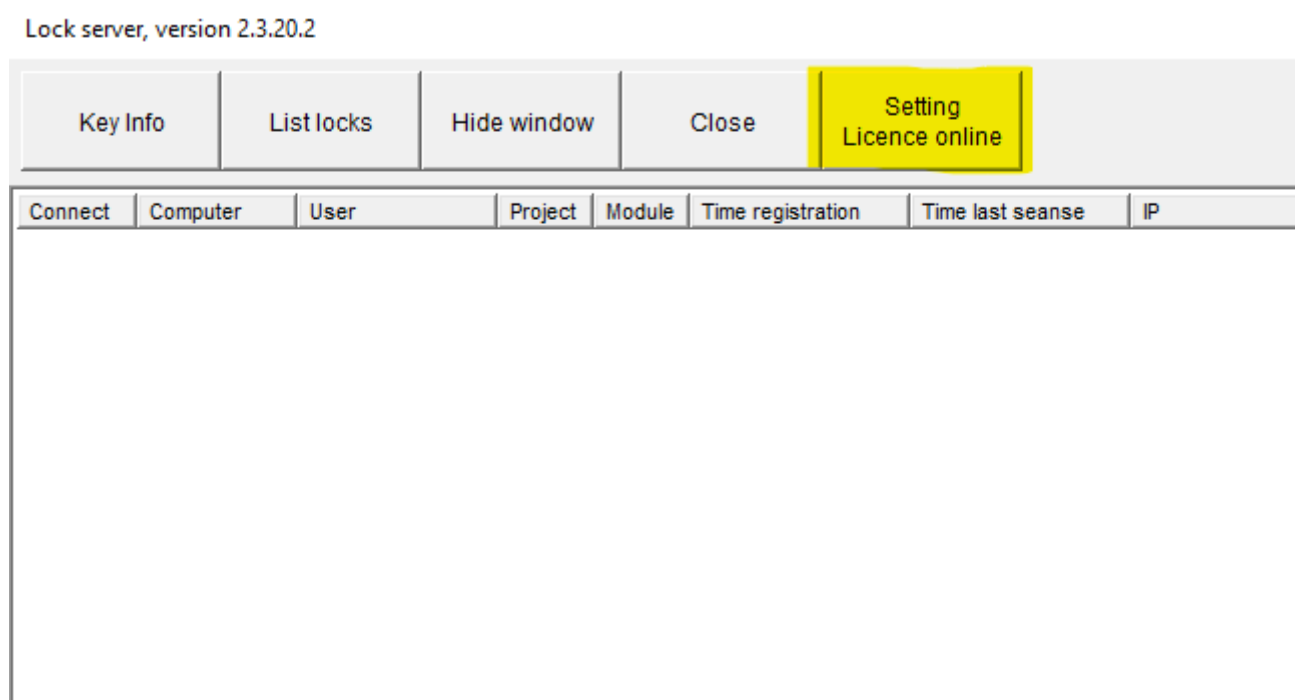 Lock server, version 2.3.20.2
Key Info List locks Hide window Close Setting
Licence online
Connect Computer User Project Module Time registration Time last seanse IP